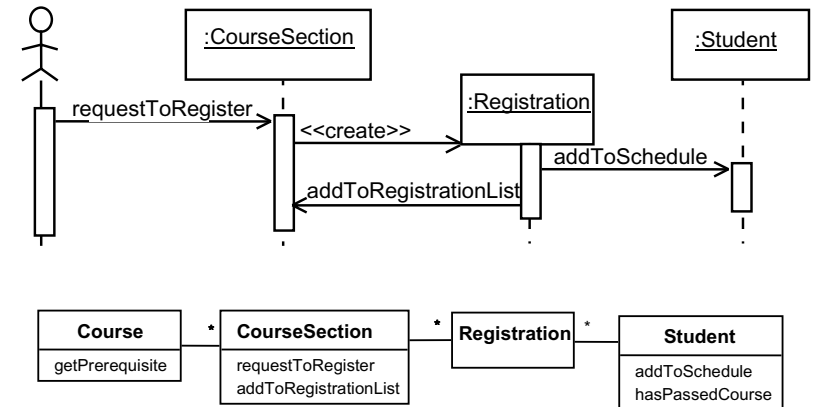 :CourseSection
:Student
:Registration
requestToRegister
<<create>>
addToSchedule
addToRegistrationList
Course
*
CourseSection
*
Registration
*
Student
getPrerequisite
requestToRegister
addToRegistrationList
addToSchedule
hasPassedCourse